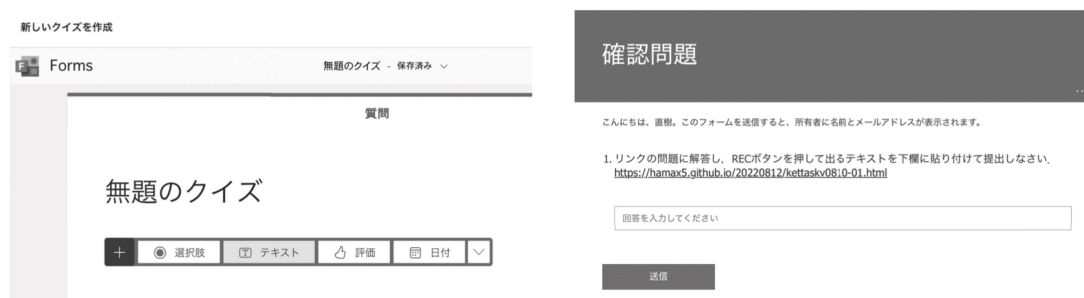 新しいクイズを作成
Forms
無題のクイズ - 保存済み
質問
無題のクイズ
選択肢
テキスト
評価
日付
確認問題
こんにちは、直樹。このフォームを送信すると、所有者に名前とメールアドレスが表示されます。
1. リンクの問題に解答し，RECボタンを押して出るテキストを下欄に貼り付けて提出しなさい．
https://hamax5.github.io/20220812/kettaskv0810-01.html
回答を入力してください
送信